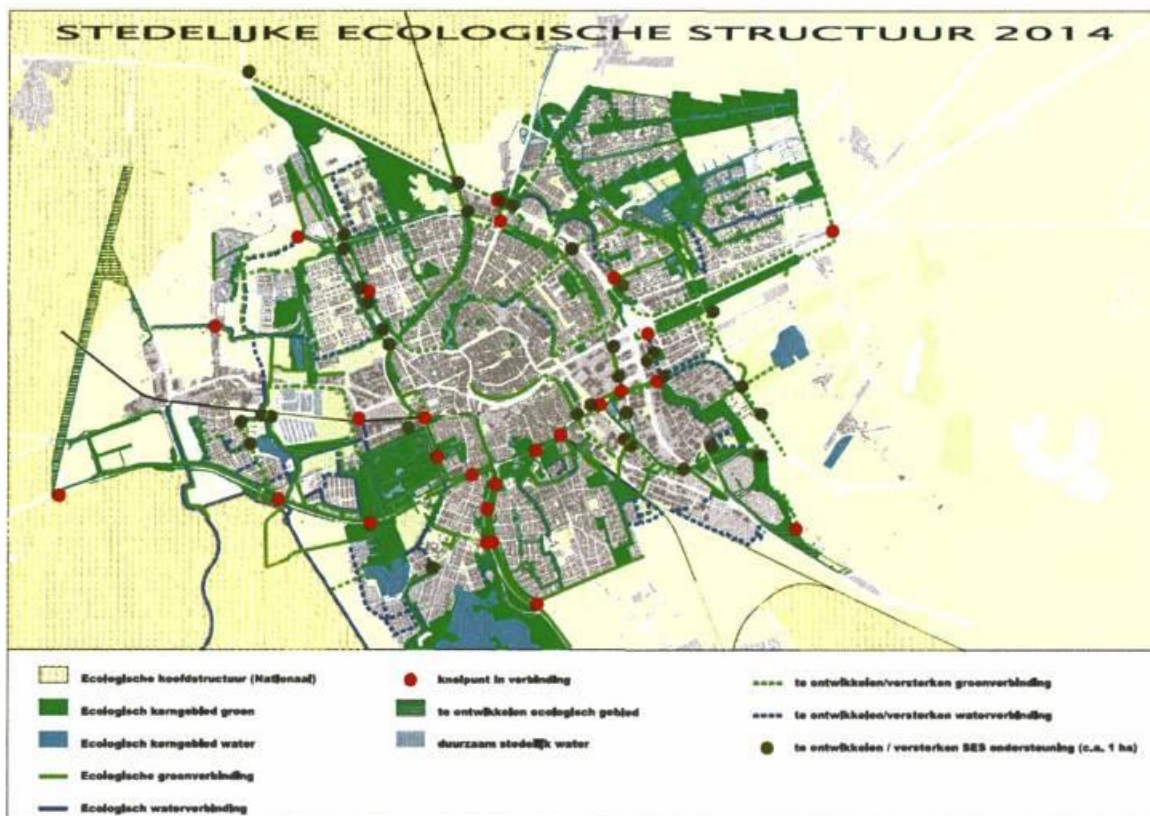 STEDELIJKE ECOLOGISCHE STRUCTUUR 2014
Ecologische hoofdstructuur (Nationaal)
Ecologisch kerngebied groen
Ecologisch kerngebied water
Ecologische groenverbinding
Ecologisch waterverbinding
knelpunt in verbinding
te ontwikkelen ecologisch gebied
duurzaam stedelijk water
te ontwikkelen/versterken groenverbinding
te ontwikkelen/versterken waterverbinding
te ontwikkelen / versterken SES ondersteuning (c.a. 1 ha)